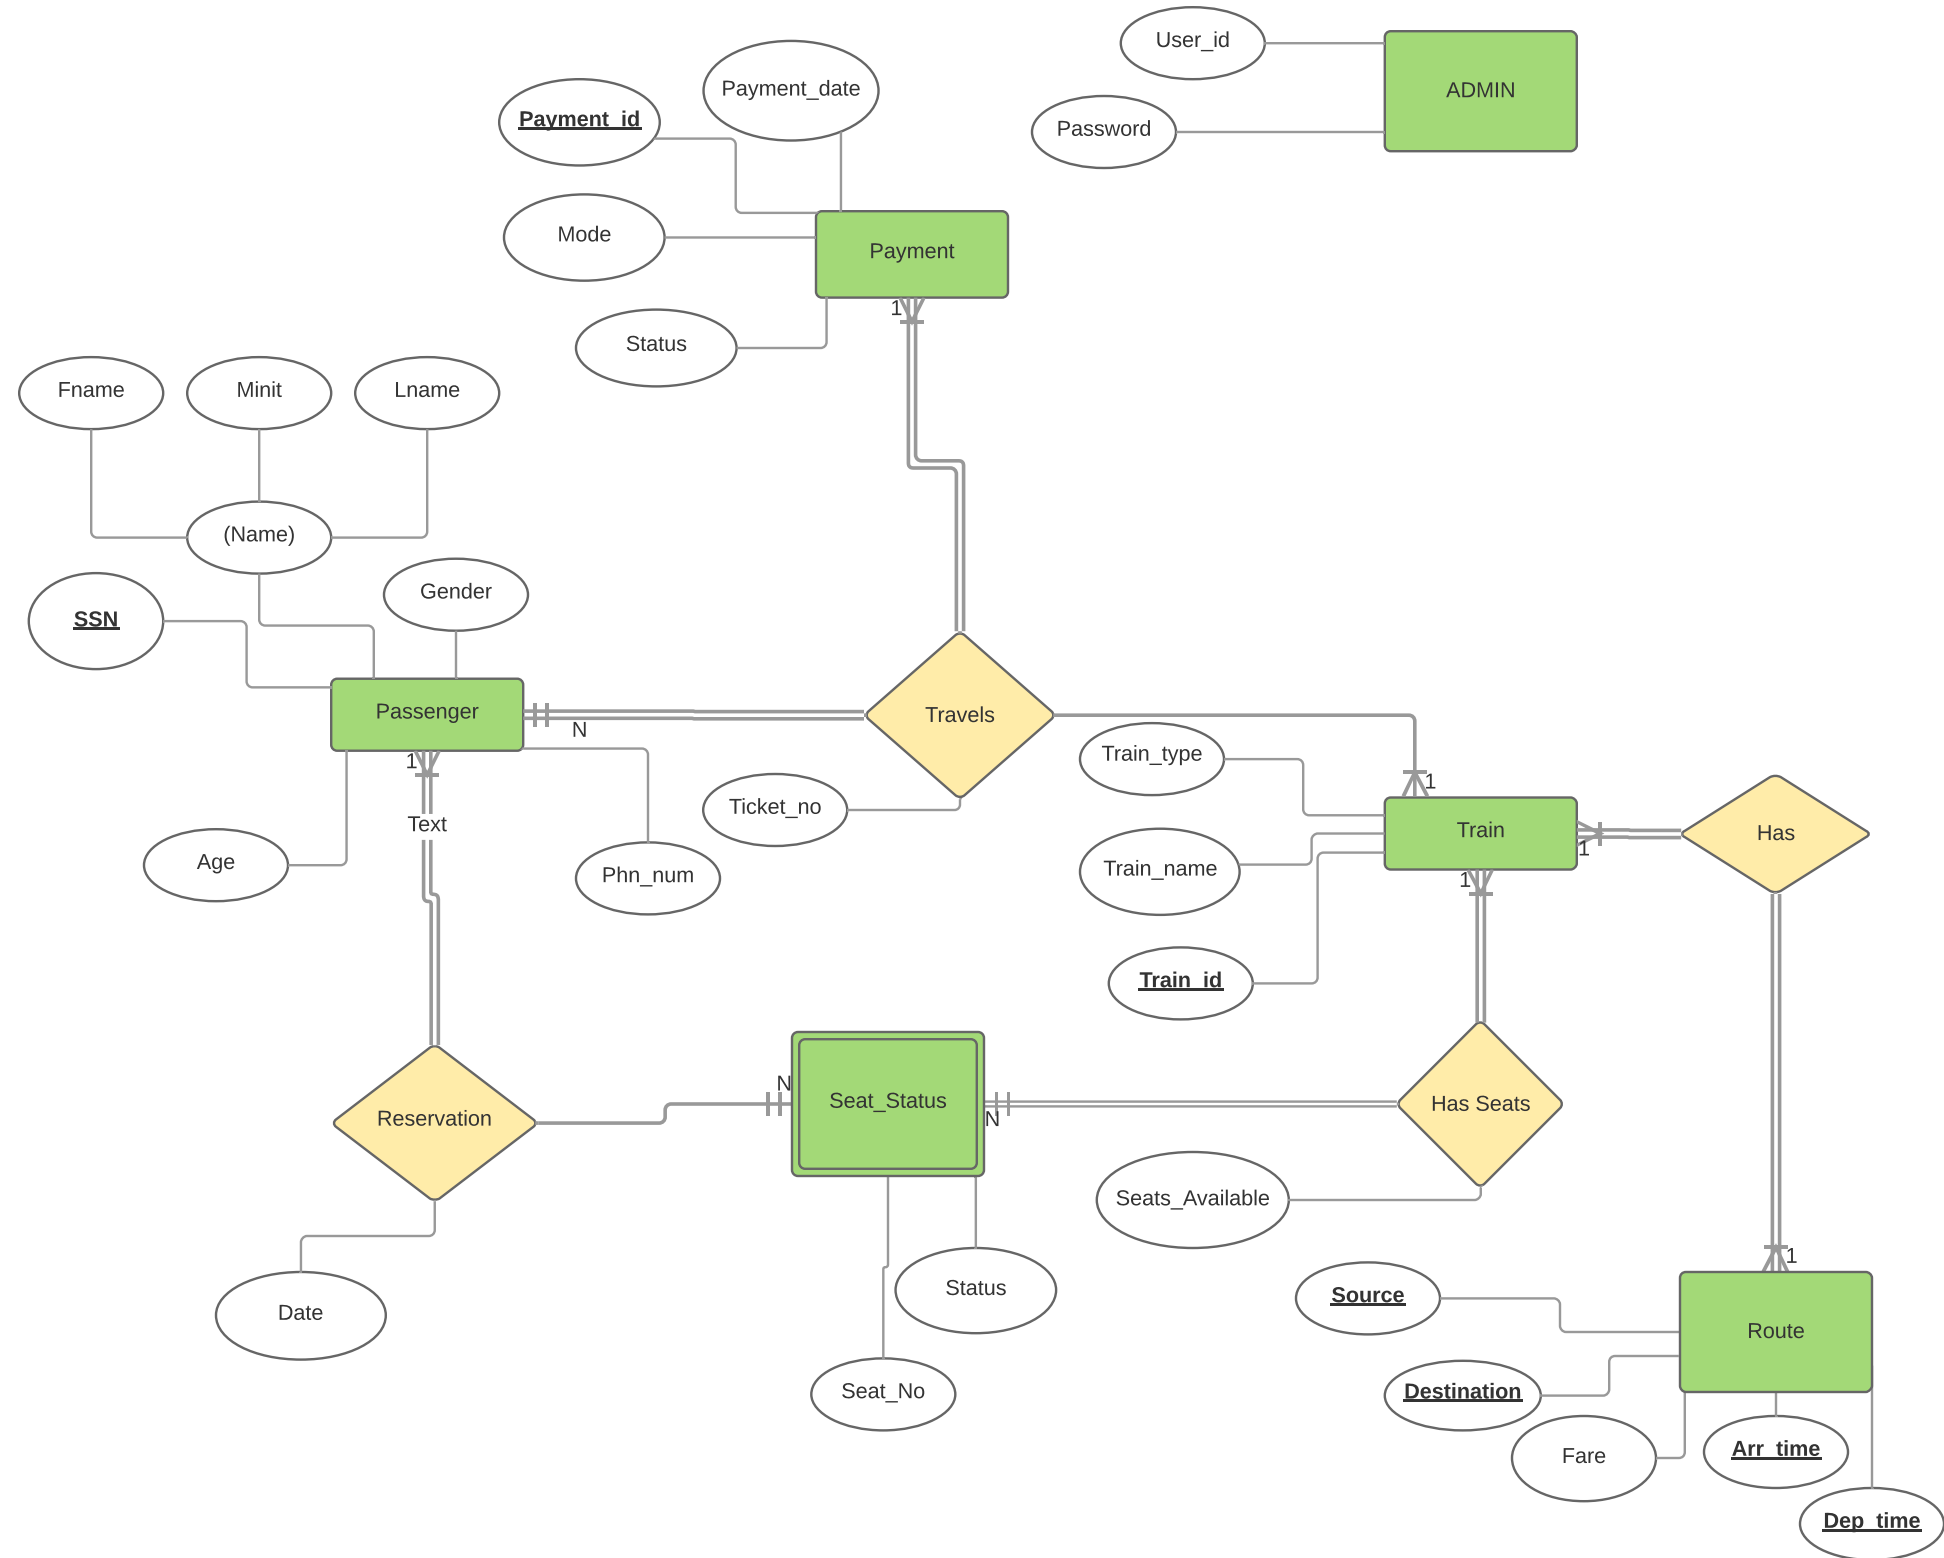 User_id
ADMIN
Payment_date
Payment_id
Password
Mode
Payment
1
Status
Fname
Minit
Lname
(Name)
Gender
SSN
Passenger
Travels
N
1
Text
Train_type
1
Ticket_no
Train
Has
1
Age
Phn_num
Train_name
1
Train_id
N
Seat_Status
Has Seats
N
Reservation
Seats_Available
Date
Status
1
Source
Route
Seat_No
Destination
Fare
Arr_time
Dep_time